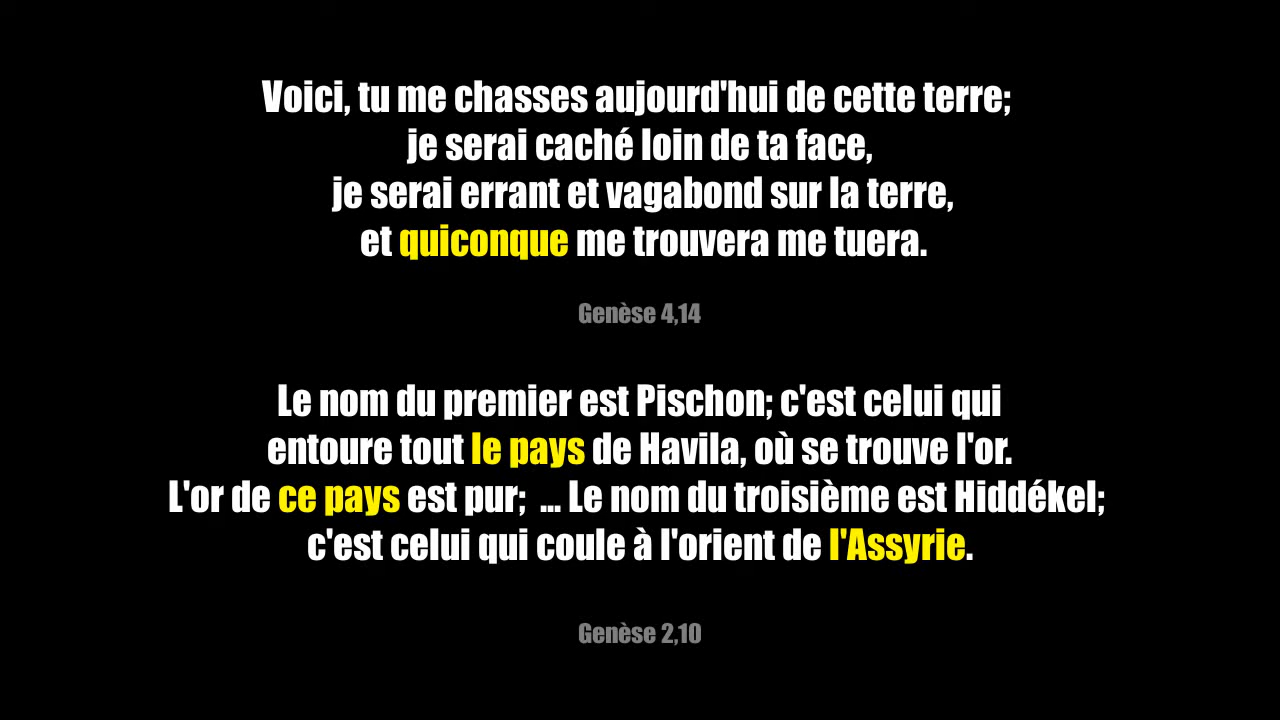 Voici, tu me chasses aujourd'hui de cette terre;
je serai caché loin de ta face,
je serai errant et vagabond sur la terre,
et quiconque me trouvera me tuera.
Genèse 4,14
Le nom du premier est Pischon; c'est celui qui
entoure tout le pays de Havila, où se trouve l'or.
L'or de ce pays est pur;  ... Le nom du troisième est Hiddékel;
c'est celui qui coule à l'orient de l'Assyrie.
Genèse 2,10